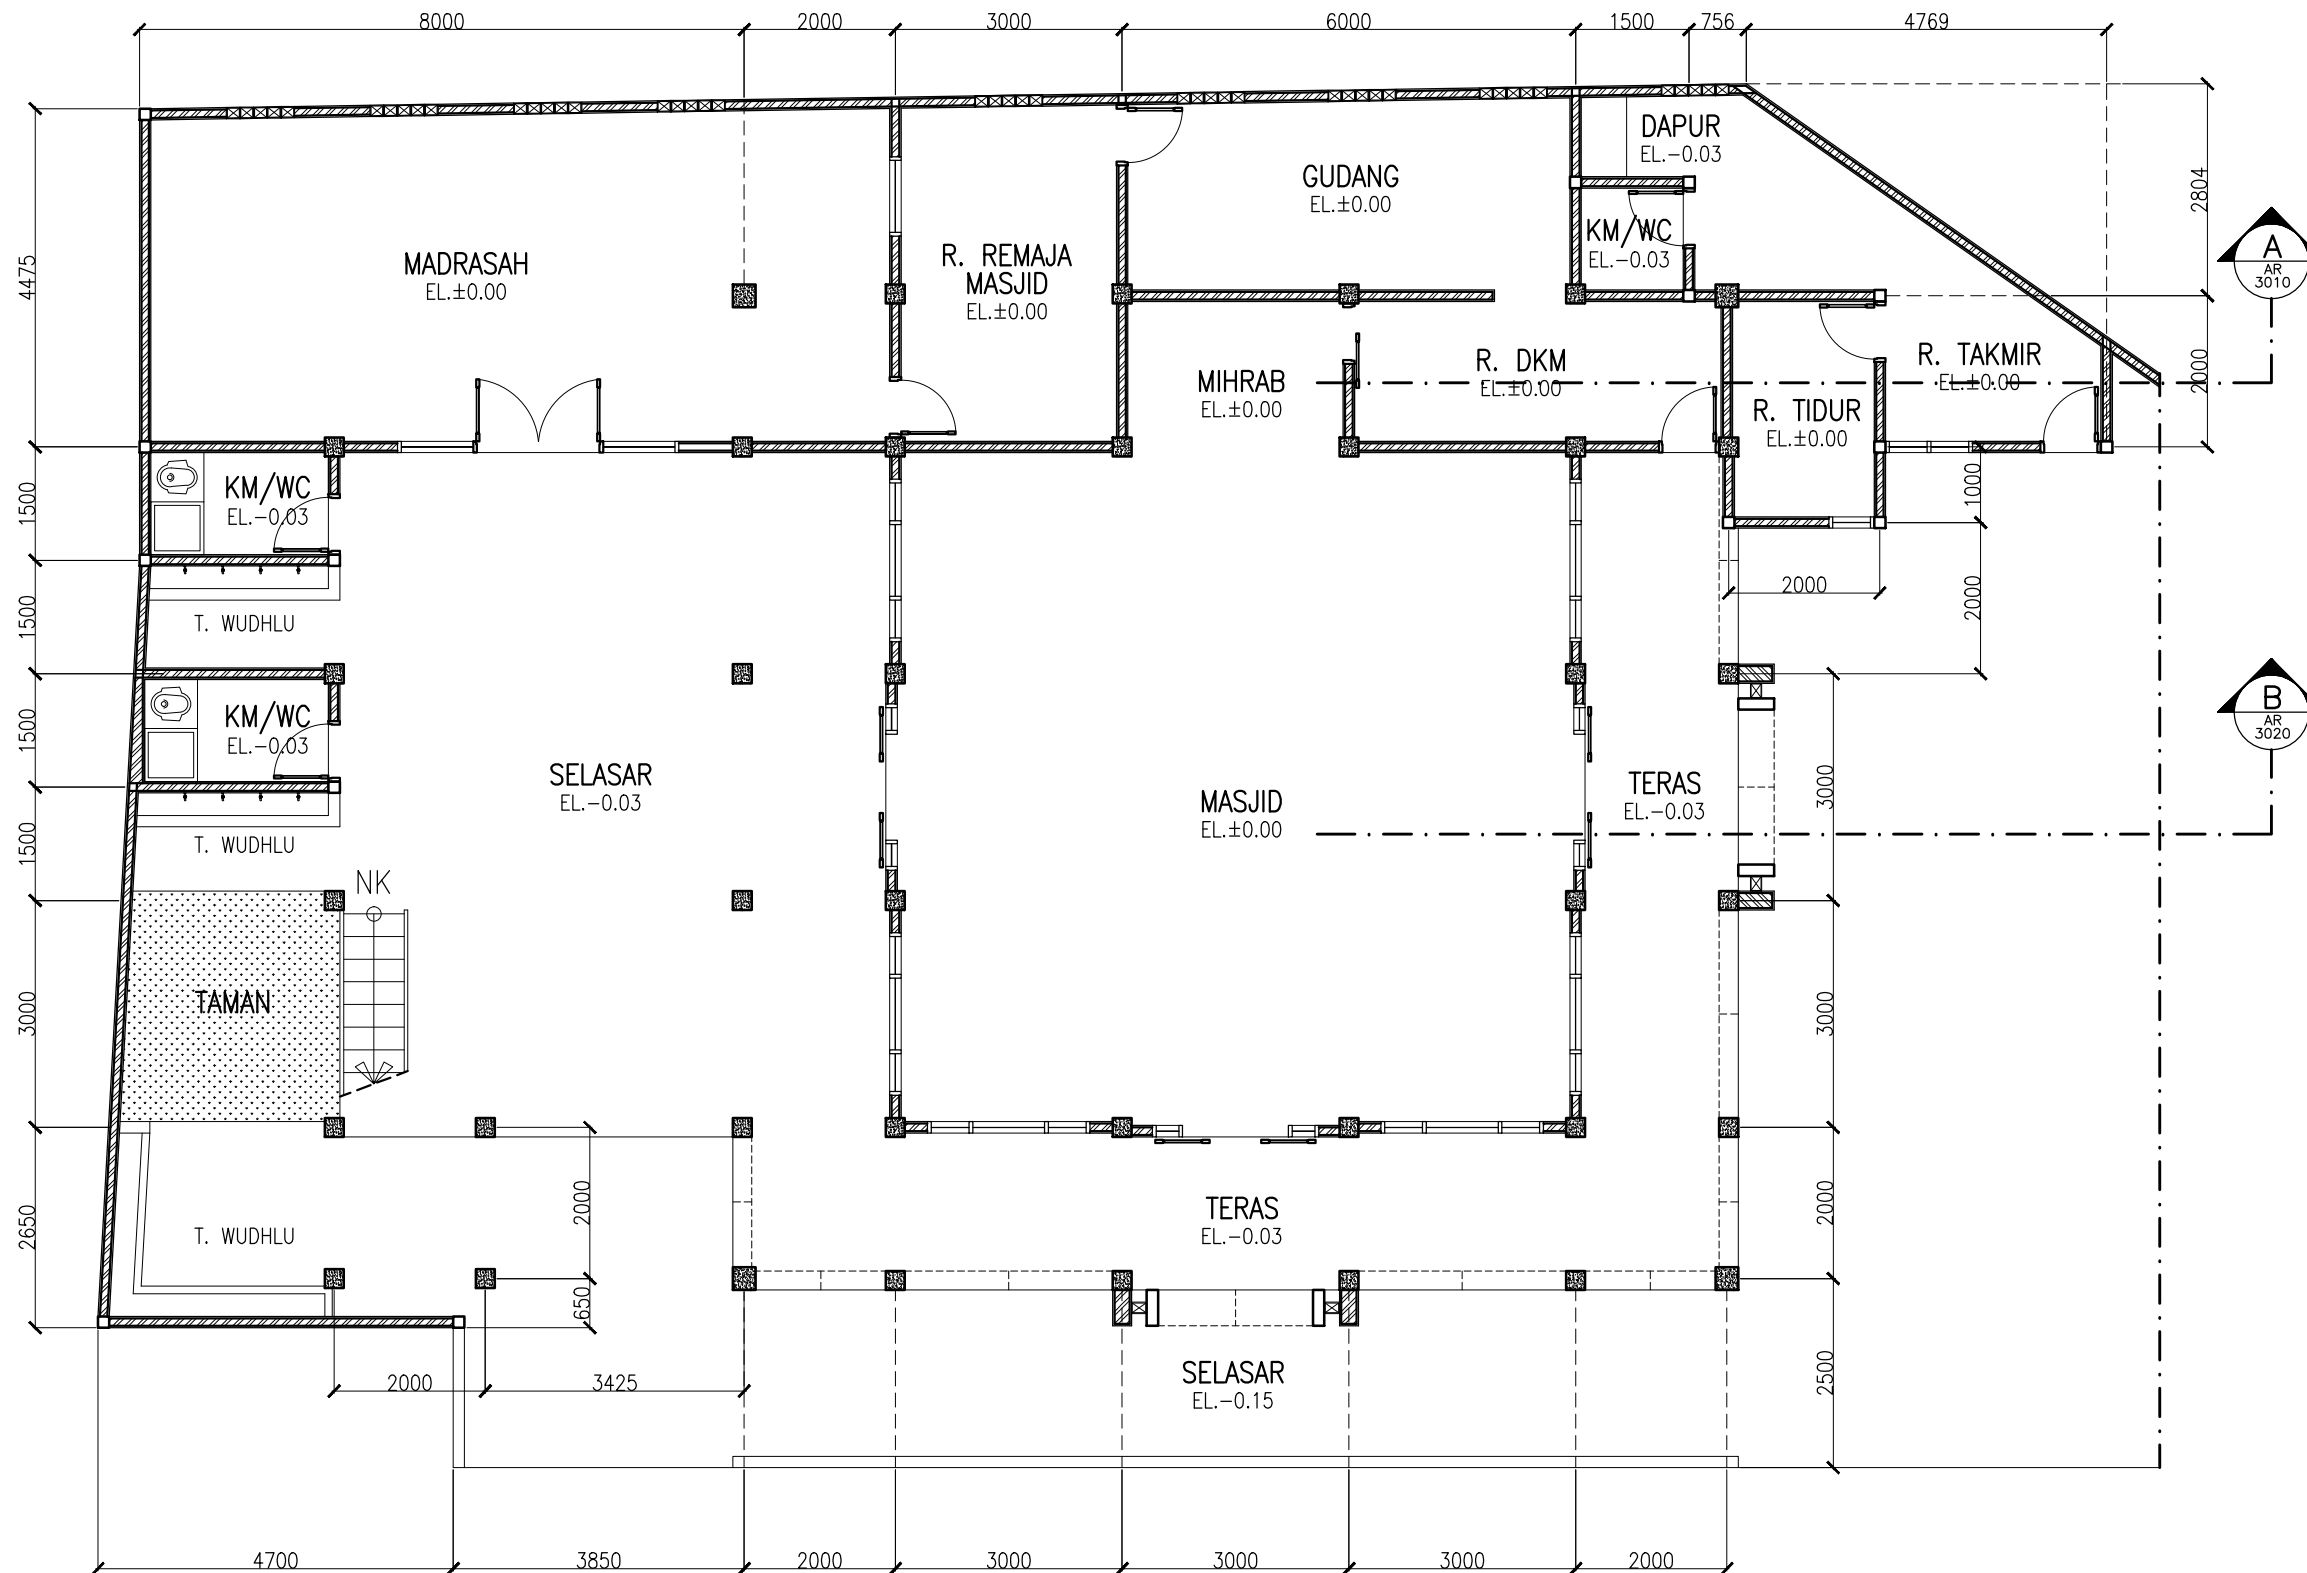 8000
2000
3000
6000
1500
756
4769
DAPUR
EL.-0.03
GUDANG
EL.±0.00
2804
A
AR
3010
KM/WC
EL.-0.03
R. REMAJA
MASJID
EL.±0.00
MADRASAH
EL.±0.00
4475
R. DKM
EL.±0.00
R. TAKMIR
EL.±0.00
2000
MIHRAB
EL.±0.00
R. TIDUR
EL.±0.00
KM/WC
EL.-0.03
1500
1000
2000
2000
T. WUDHLU
1500
KM/WC
EL.-0.03
1500
B
AR
3020
SELASAR
EL.-0.03
MASJID
EL.±0.00
TERAS
EL.-0.03
3000
T. WUDHLU
1500
NK
TAMAN
3000
3000
T. WUDHLU
2650
2000
650
TERAS
EL.-0.03
2000
2000
3425
SELASAR
EL.-0.15
2500
4700
3850
2000
3000
3000
3000
2000